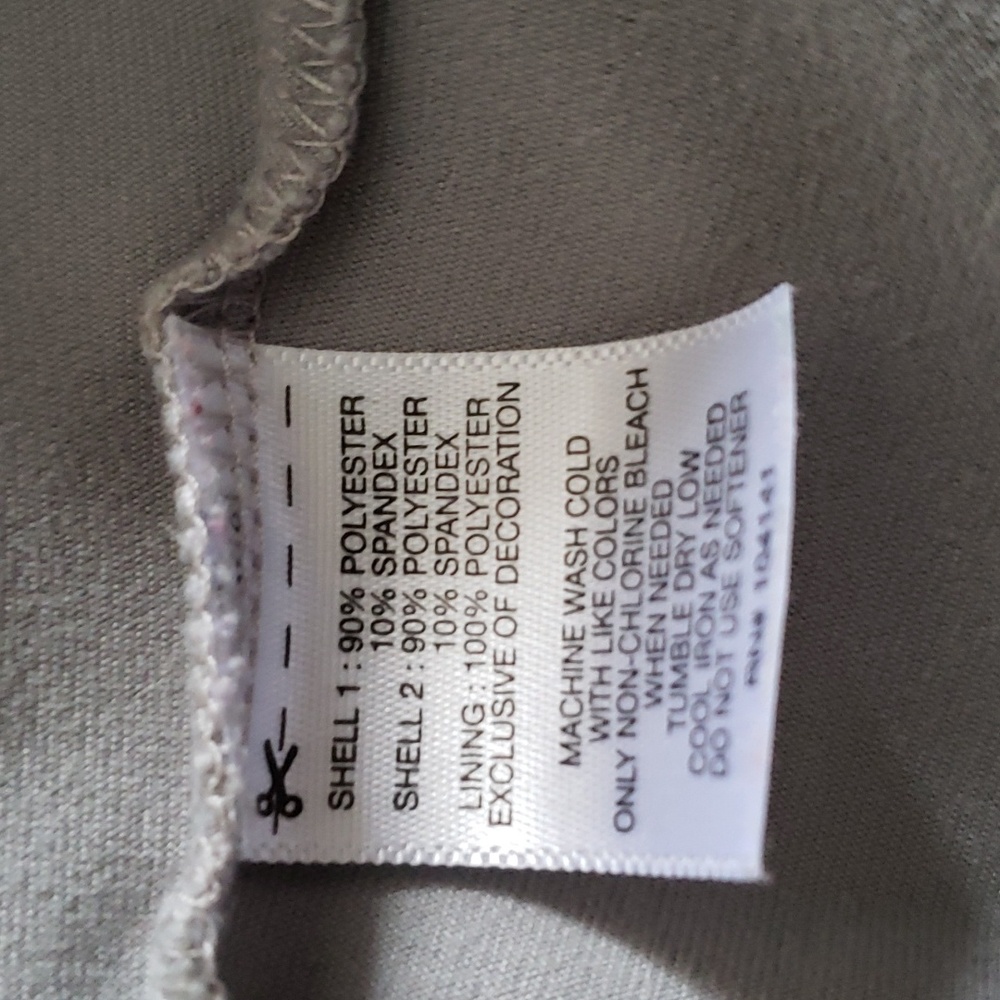 SHELL 1 : 90% POLYESTER
10% SPANDEX
SHELL 2 : 90% POLYESTER
10% SPANDEX
LINING : 100% POLYESTER
EXCLUSIVE OF DECORATION
MACHINE WASH COLD
WITH LIKE COLORS
ONLY NON-CHLORINE BLEACH
WHEN NEEDED
TUMBLE DRY LOW
COOL IRON AS NEEDED
DO NOT USE SOFTENER
RN# 104141